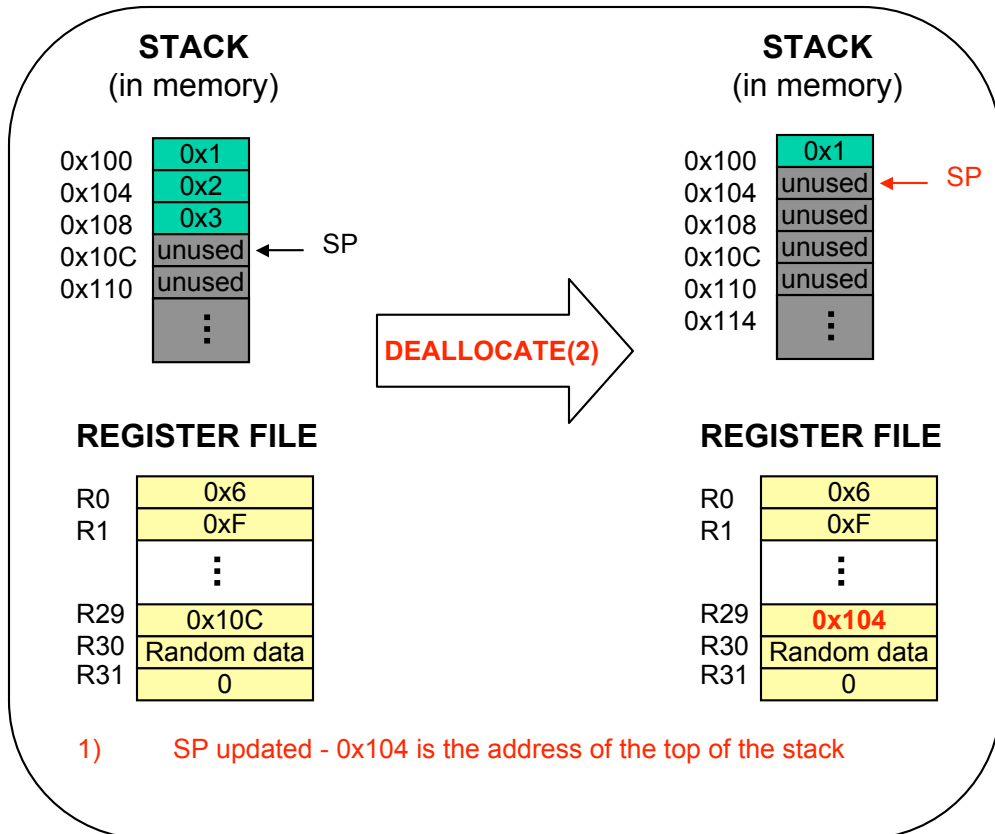 STACK
(in memory)
0x100 0x1
0x104 0x2
0x108 0x3
0x10C unused
SP
0x110 unused
⋮
REGISTER FILE
R0 0x6
R1 0xF
⋮
R29 0x10C
R30 Random data
R31 0
DEALLOCATE(2)
STACK
(in memory)
0x100 0x1
0x104 unused
SP
0x108 unused
0x10C unused
0x110 unused
0x114 ⋮
REGISTER FILE
R0 0x6
R1 0xF
⋮
R29 0x104
R30 Random data
R31 0
1) SP updated - 0x104 is the address of the top of the stack